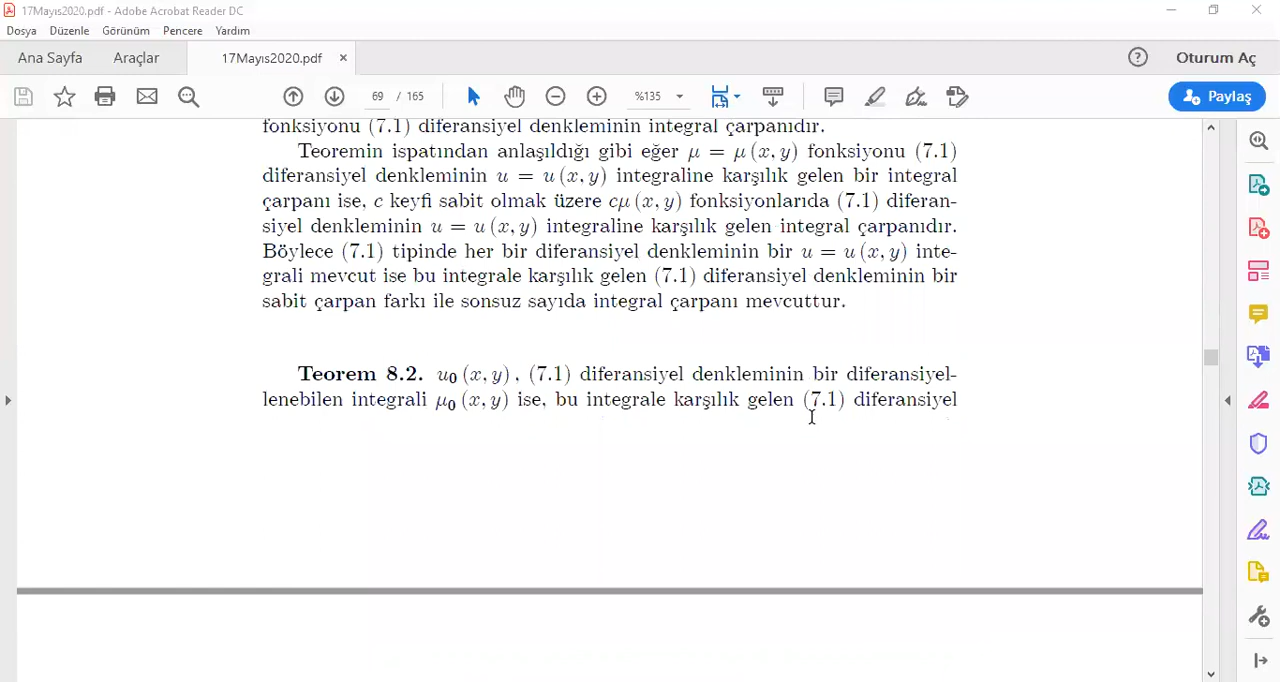 17Mayıs2020.pdf - Adobe Acrobat Reader DC
Dosya Düzenle Görünüm Pencere Yardım
Ana Sayfa Araçlar 17Mayıs2020.pdf × ? Oturum Aç
69 / 165 %135 Paylaş
fonksiyonu (7.1) diferansiyel denkleminin integral çarpanıdır.
Teoremin ispatından anlaşıldığı gibi eğer μ = μ (x, y) fonksiyonu (7.1)
diferansiyel denkleminin u = u (x, y) integraline karşılık gelen bir integral
çarpanı ise, c keyfi sabit olmak üzere cμ (x, y) fonksiyonlarıda (7.1) diferan-
siyel denkleminin u = u (x, y) integraline karşılık gelen integral çarpanıdır.
Böylece (7.1) tipinde her bir diferansiyel denkleminin bir u = u (x, y) inte-
grali mevcut ise bu integrale karşılık gelen (7.1) diferansiyel denkleminin bir
sabit çarpan farkı ile sonsuz sayıda integral çarpanı mevcuttur.
Teorem 8.2. u₀ (x, y) , (7.1) diferansiyel denkleminin bir diferansiyel-
lenebilen integrali μ₀ (x, y) ise, bu integrale karşılık gelen (7.1) diferansiyel